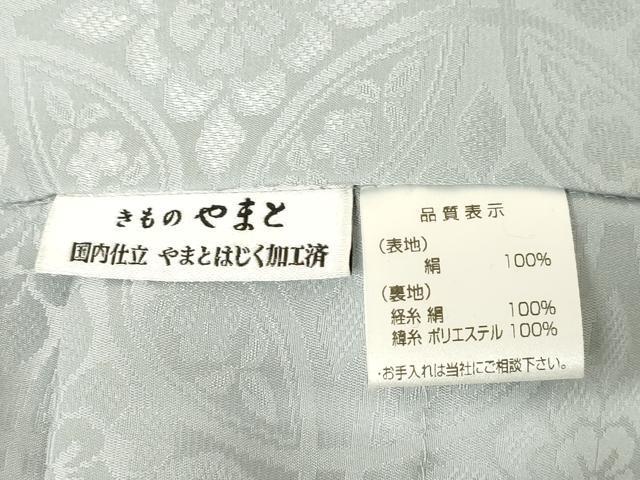 きもの やまと
国内仕立 やまとはじく加工済
品質表示
(表地)
絹 100%
(裏地)
経糸 絹 100%
緯糸 ポリエステル 100%
・お手入れは当社にご相談下さい。